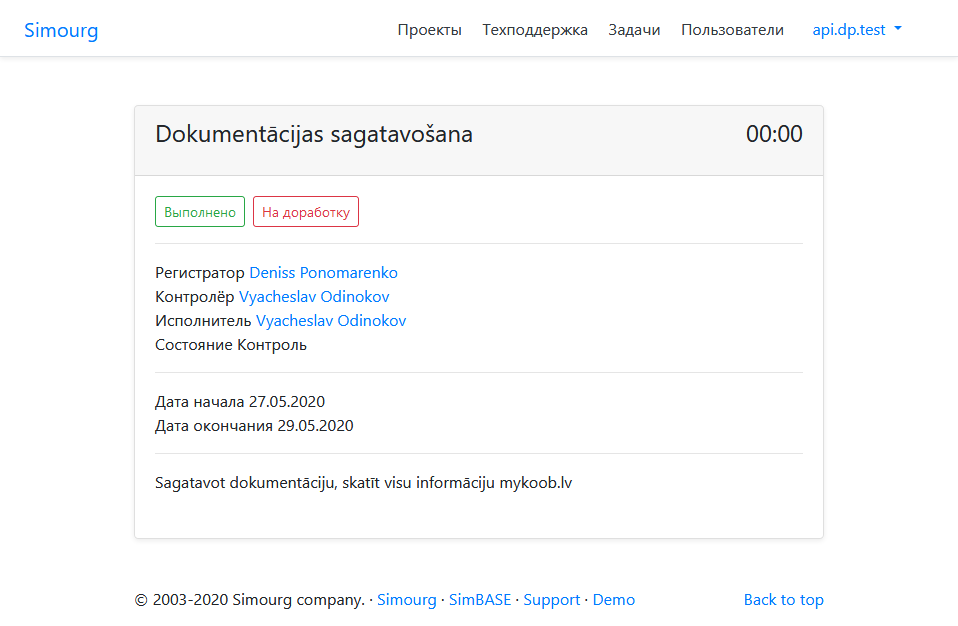 Simourg Проекты Техподдержка Задачи Пользователи api.dp.test
Dokumentācijas sagatavošana 00:00
Выполнено На доработку
Регистратор Deniss Ponomarenko
Контролёр Vyacheslav Odinokov
Исполнитель Vyacheslav Odinokov
Состояние Контроль
Дата начала 27.05.2020
Дата окончания 29.05.2020
Sagatavot dokumentāciju, skatīt visu informāciju mykoob.lv
© 2003-2020 Simourg company. · Simourg · SimBASE · Support · Demo Back to top